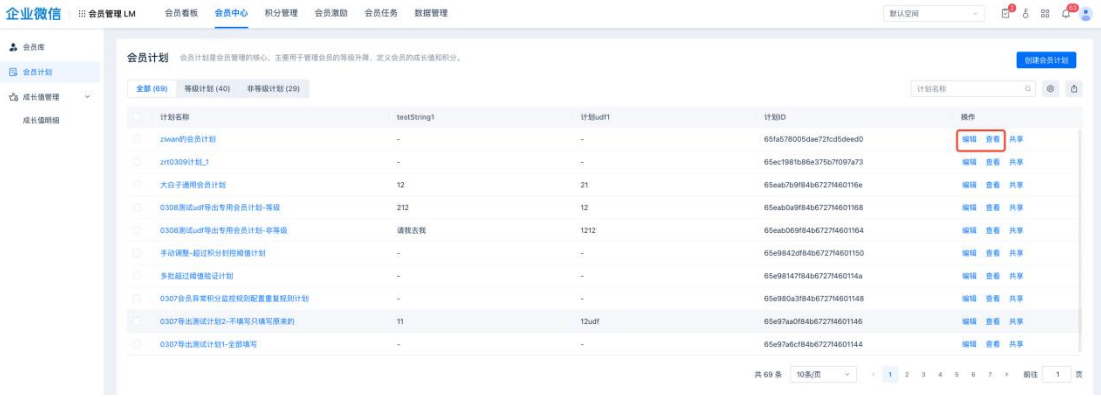 企业微信 会员管理 LM 会员看板 会员中心 积分管理 会员激励 会员任务 数据管理 默认空间 63
会员库
会员计划
成长值管理
成长值明细
会员计划 会员计划是会员管理的核心，主要用于管理会员的等级升降、定义会员的成长值和积分。 创建会员计划
全部 (69) 等级计划 (40) 非等级计划 (29) 计划名称
计划名称 testString1 计划udf1 计划ID 操作
ziwan的会员计划 - - 65fa578005dae72fcd5deed0 编辑 查看 共享
zrt0309计划_1 - - 65ec1981b86e375b7f097a73 编辑 查看 共享
大白子通用会员计划 12 21 65eab7b9f84b6727f460116e 编辑 查看 共享
0308测试udf导出专用会员计划-等级 212 12 65eab0a9f84b6727f4601168 编辑 查看 共享
0308测试udf导出专用会员计划-非等级 请我去我 1212 65eab069f84b6727f4601164 编辑 查看 共享
手动调整-超过积分封控阈值计划 - - 65e9842df84b6727f4601150 编辑 查看 共享
多批超过阈值验证计划 - - 65e98147f84b6727f460114a 编辑 查看 共享
0307会员异常积分监控规则配置重复规则计划 - - 65e980a3f84b6727f4601148 编辑 查看 共享
0307导出测试计划2-不填写只填写原来的 11 12udf 65e97aa0f84b6727f4601146 编辑 查看 共享
0307导出测试计划1-全部填写 - - 65e97a6cf84b6727f4601144 编辑 查看 共享
共 69 条 10条/页 1 2 3 4 5 6 7 前往 1 页